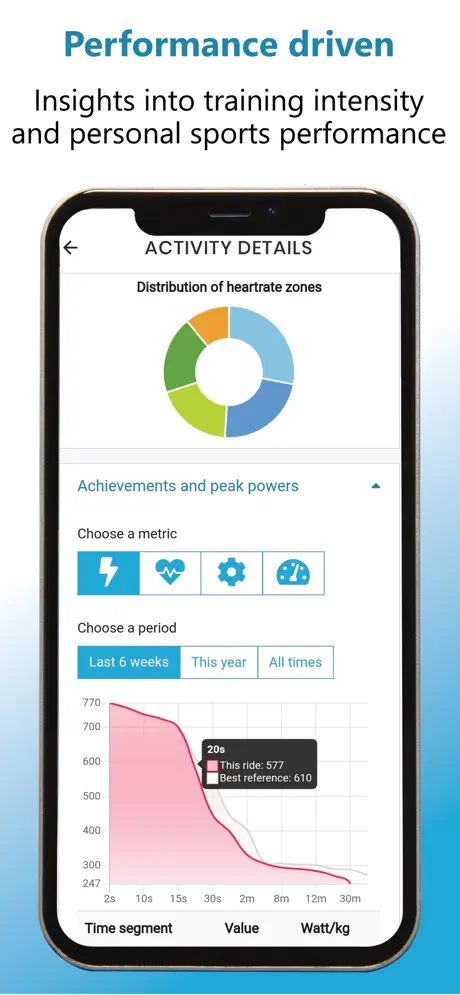 Performance driven
Insights into training intensity
and personal sports performance
ACTIVITY DETAILS
Distribution of heartrate zones
Achievements and peak powers
Choose a metric
Choose a period
Last 6 weeks
This year
All times
770
700
600
500
400
300
247
20s
This ride: 577
Best reference: 610
2s 10s 15s 30s 2m 8m 12m 30m
Time segment Value Watt/kg